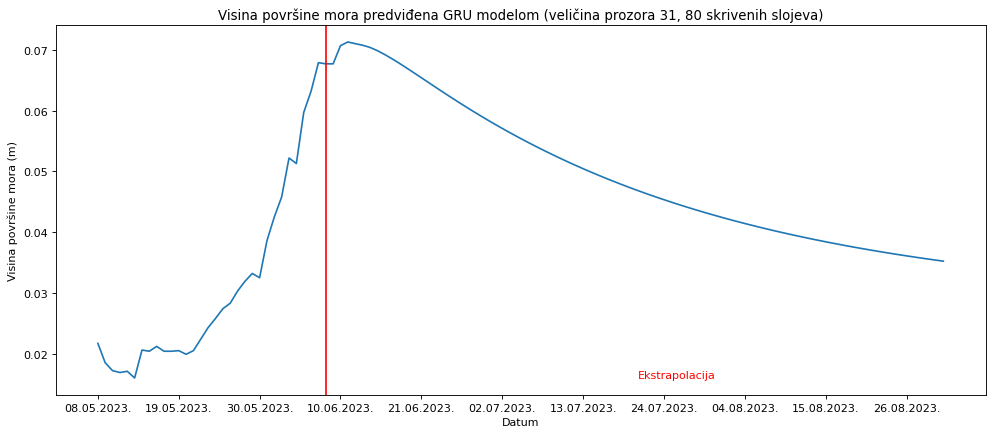 Visina površine mora predviđena GRU modelom (veličina prozora 31, 80 skrivenih slojeva)
Visina površine mora (m)
0.07
0.06
0.05
0.04
0.03
0.02
Ekstrapolacija
08.05.2023. 19.05.2023. 30.05.2023. 10.06.2023. 21.06.2023. 02.07.2023. 13.07.2023. 24.07.2023. 04.08.2023. 15.08.2023. 26.08.2023.
Datum